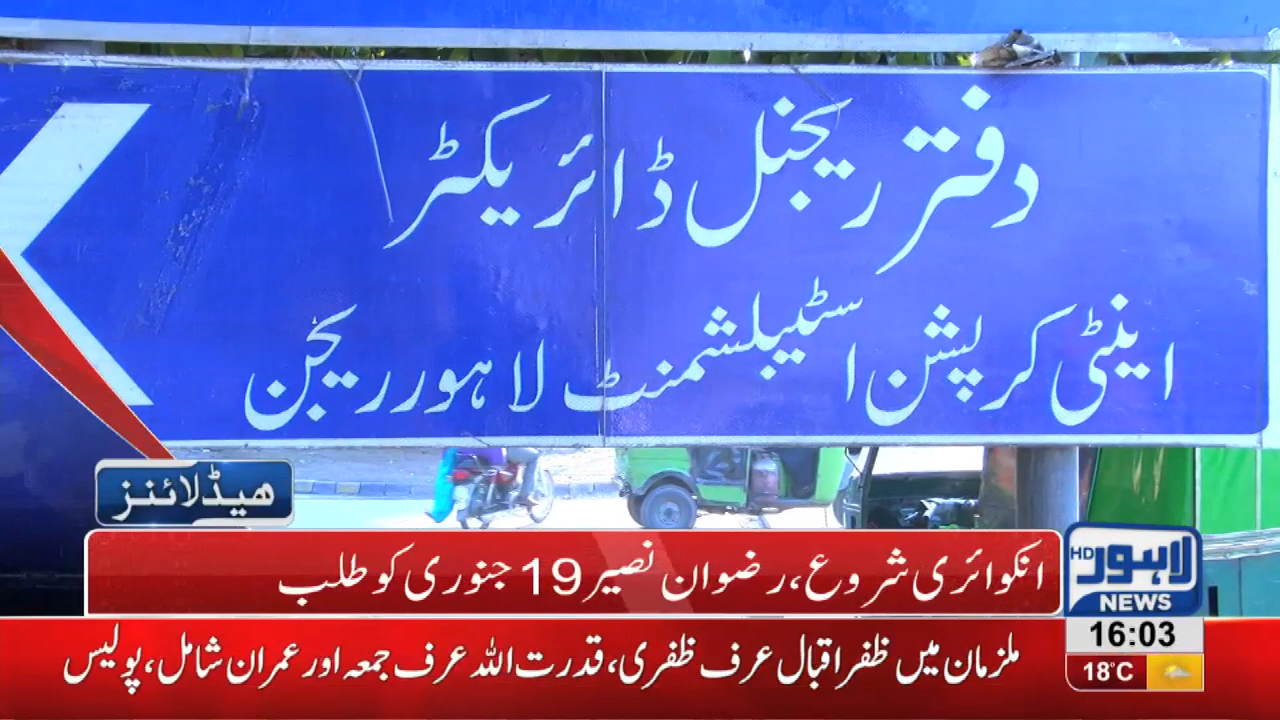 دفتر ریجنل ڈائریکٹر
اینٹی کرپشن اسٹیبلشمنٹ لاہور ریجن
ھیڈلائنز
انکوائری شروع، رضوان نصیر 19 جنوری کو طلب
HD لاہور
NEWS
16:03
ملزمان میں ظفر اقبال عرف ظفری، قدرت اللہ عرف جمعہ اور عمران شامل، پولیس
18°C